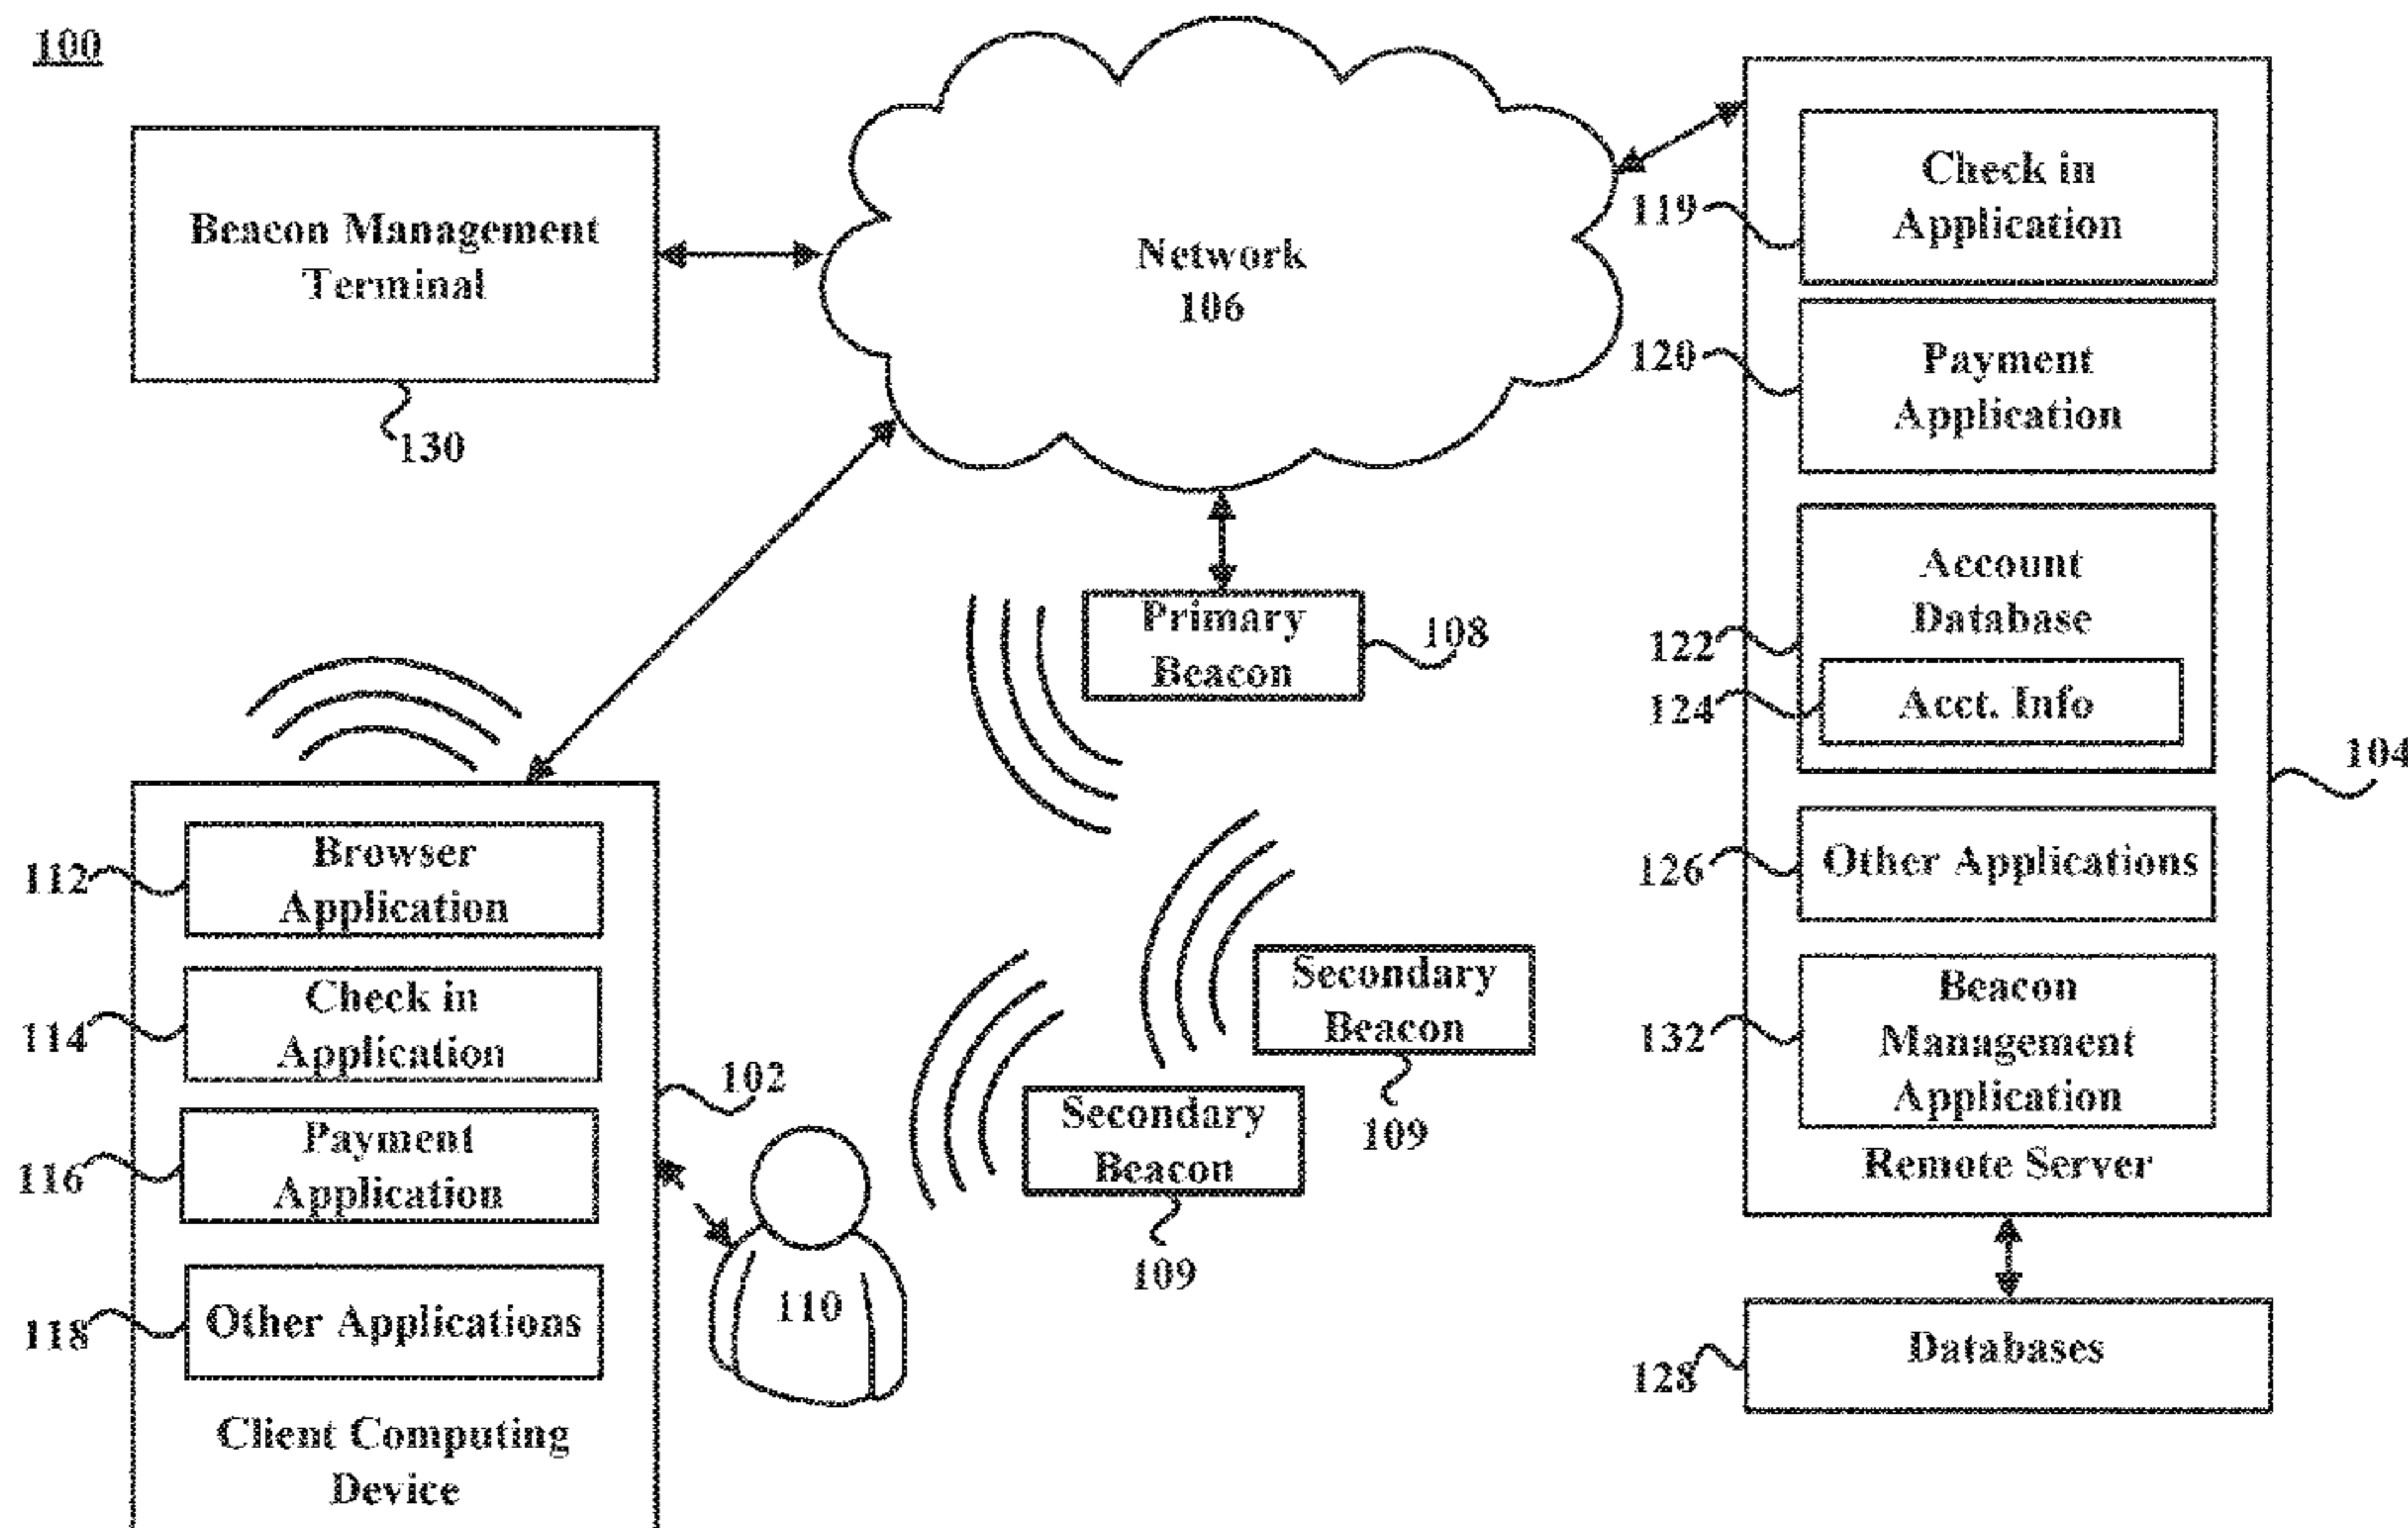 100
Beacon Management
Terminal
130
Network
106
Check in
Application
119
Payment
Application
120
Account
Database
122
Acct. Info
124
Other Applications
126
Beacon
Management
Application
132
Remote Server
104
Databases
128
Primary
Beacon
108
Secondary
Beacon
109
Secondary
Beacon
109
Browser
Application
112
Check in
Application
114
Payment
Application
116
Other Applications
118
Client Computing
Device
102
110